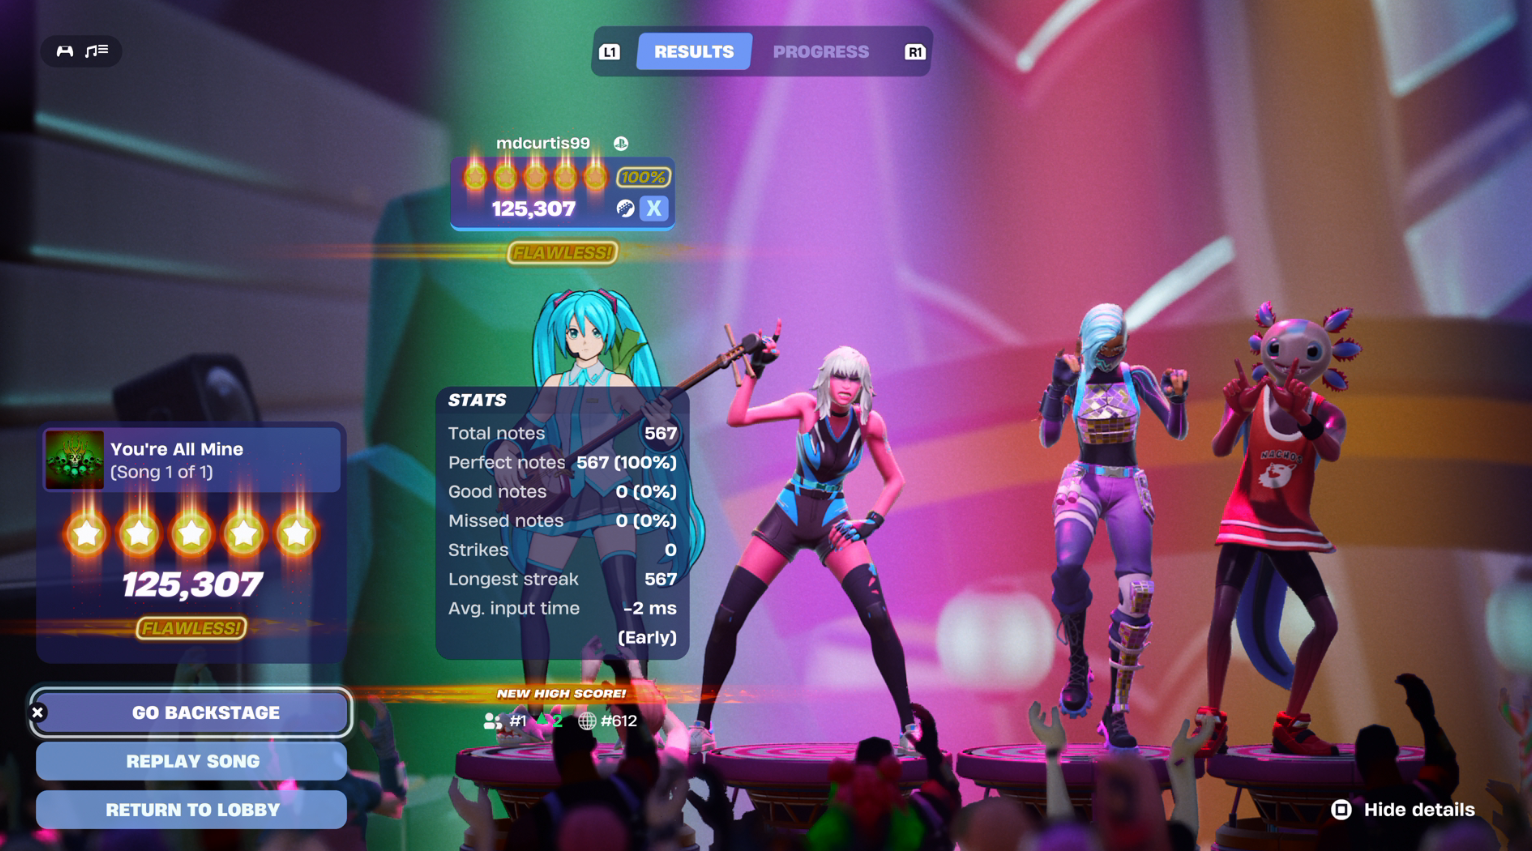 L1
RESULTS
PROGRESS
R1
mdcurtis99
100%
125,307
X
FLAWLESS!
STATS
Total notes 567
Perfect notes 567 (100%)
Good notes 0 (0%)
Missed notes 0 (0%)
Strikes 0
Longest streak 567
Avg. input time -2 ms
(Early)
NEW HIGH SCORE!
#1 2 #612
You're All Mine
(Song 1 of 1)
125,307
FLAWLESS!
GO BACKSTAGE
REPLAY SONG
RETURN TO LOBBY
Hide details